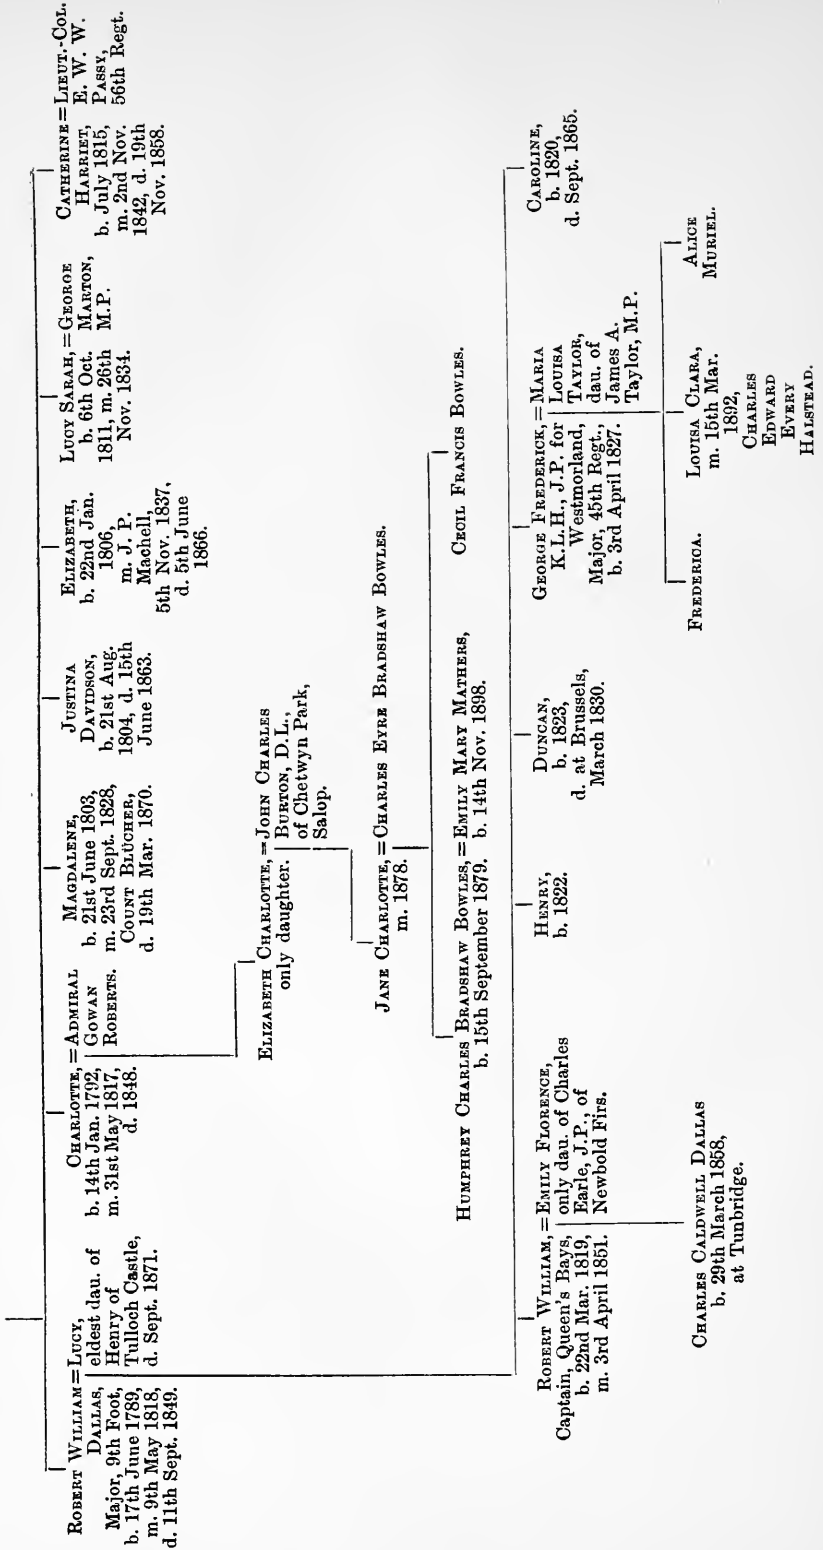 ROBERT WILLIAM = LUCY,
DALLAS, eldest dau. of
Major, 9th Foot, Henry of
b. 17th June 1789, Tulloch Castle,
m. 9th May 1818, d. Sept. 1871.
d. 11th Sept. 1849.
CHARLOTTE, = ADMIRAL
b. 14th Jan. 1792, GOWAN
m. 31st May 1817, ROBERTS.
d. 1848.
MAGDALENE,
b. 21st June 1803,
m. 23rd Sept. 1828,
COUNT BLÜCHER,
d. 19th Mar. 1870.
JUSTINA
DAVIDSON,
b. 21st Aug.
1804, d. 15th
June 1863.
ELIZABETH,
b. 22nd Jan.
1806,
m. J. P.
Machell,
5th Nov. 1837,
d. 5th June
1866.
LUCY SARAH, = GEORGE
b. 6th Oct. MARTON,
1811, m. 26th M.P.
Nov. 1834.
CATHERINE = LIEUT.-COL.
HARRIET, E. W. W.
b. July 1815, PASSY,
m. 2nd Nov. 56th Regt.
1842, d. 19th
Nov. 1858.
ELIZABETH CHARLOTTE, = JOHN CHARLES
only daughter. BURTON, D.L.,
of Chetwyn Park,
Salop.
JANE CHARLOTTE, = CHARLES EYRE BRADSHAW BOWLES.
m. 1878.
HUMPHREY CHARLES BRADSHAW BOWLES, = EMILY MARY MATHERS,
b. 15th September 1879. b. 14th Nov. 1898.
CECIL FRANCIS BOWLES.
ROBERT WILLIAM, = EMILY FLORENCE,
Captain, Queen's Bays, only dau. of Charles
b. 22nd Mar. 1819, Earle, J.P., of
m. 3rd April 1851. Newbold Firs.
HENRY,
b. 1822.
DUNCAN,
b. 1823,
d. at Brussels,
March 1830.
GEORGE FREDERICK, = MARIA
K.L.H., J.P. for LOUISA
Westmorland, TAYLOR,
Major, 45th Regt., dau. of
b. 3rd April 1827. James A.
Taylor, M.P.
CAROLINE,
b. 1820,
d. Sept. 1865.
CHARLES CALDWELL DALLAS
b. 29th March 1858,
at Tunbridge.
FREDERICA.
LOUISA CLARA,
m. 15th Mar.
1892,
CHARLES
EDWARD
EVERY
HALSTEAD.
ALICE
MURIEL.